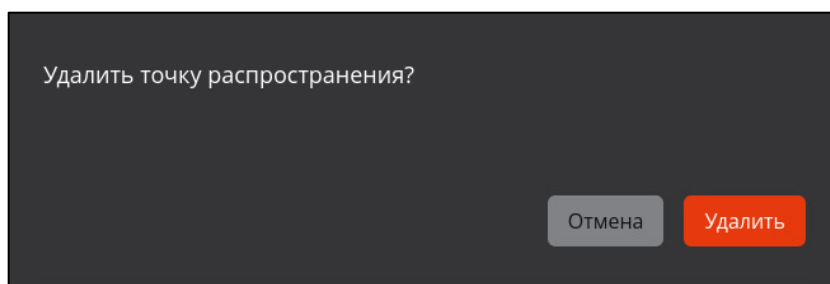 Удалить точку распространения?
Отмена
Удалить